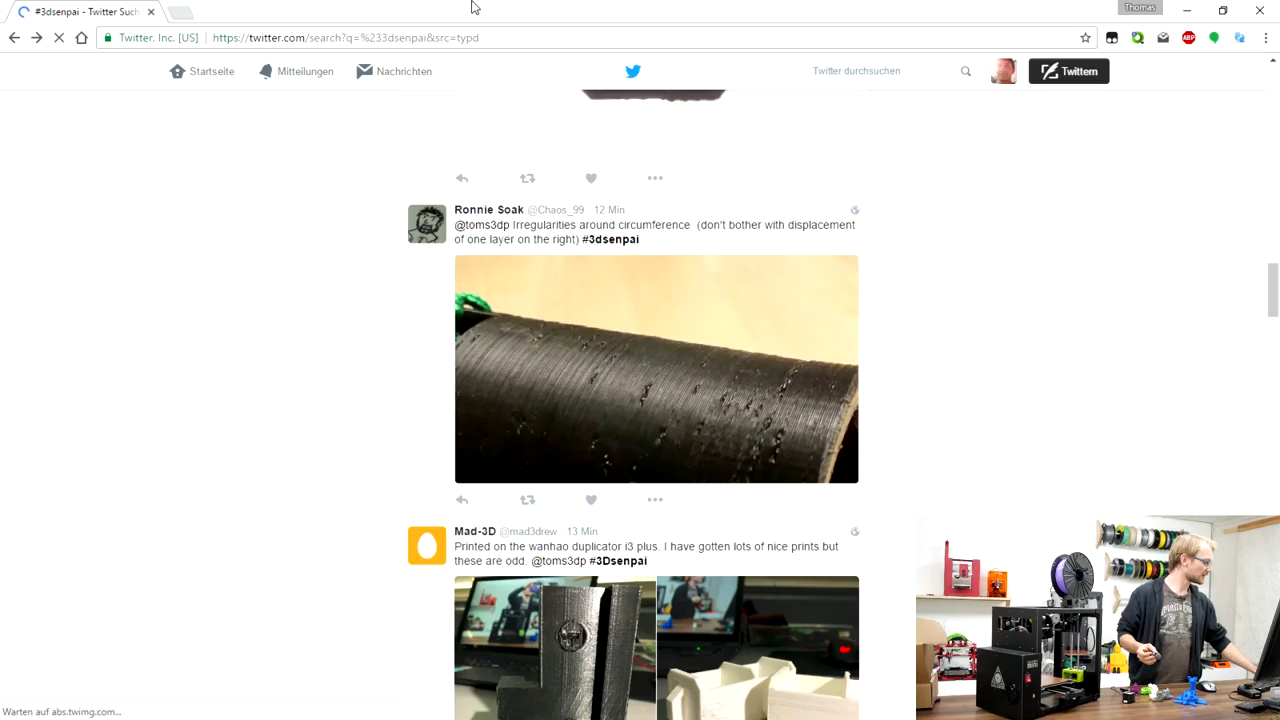 #3dsenpai - Twitter Such
Thomas
Twitter, Inc. [US]
https://twitter.com/search?q=%233dsenpai&src=typd
ABP
Startseite
Mitteilungen
Nachrichten
Twitter durchsuchen
Twittern
Ronnie Soak @Chaos_99 12 Min
@toms3dp Irregularities around circumference (don't bother with displacement
of one layer on the right) #3dsenpai
Mad-3D @mad3drew 13 Min
Printed on the wanhao duplicator i3 plus. I have gotten lots of nice prints but
these are odd. @toms3dp #3Dsenpai
Warten auf abs.twimg.com...